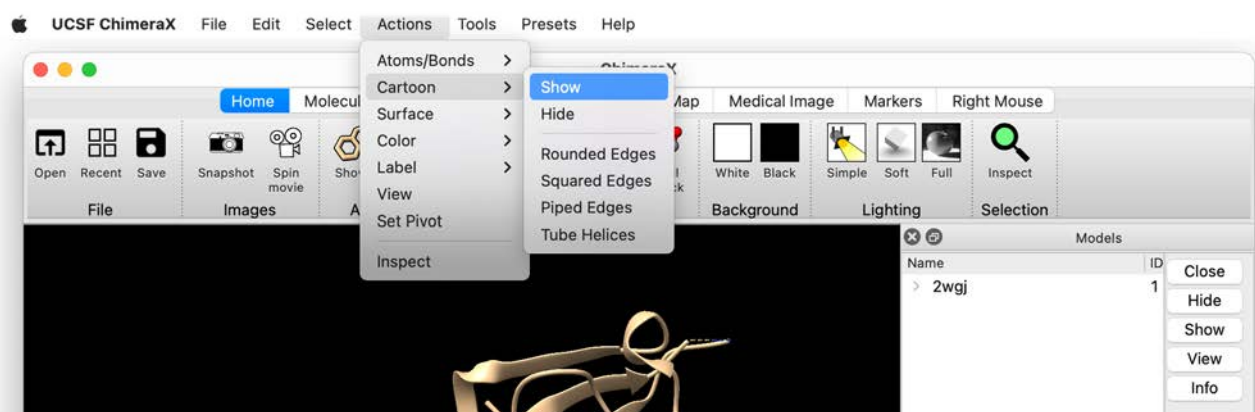 UCSF ChimeraX File Edit Select Actions Tools Presets Help
Atoms/Bonds
Cartoon
Surface
Color
Label
View
Set Pivot
Inspect
Show
Hide
Rounded Edges
Squared Edges
Piped Edges
Tube Helices
ChimeraX
Home Molecul Map Medical Image Markers Right Mouse
Open Recent Save Snapshot Spin movie Sho White Black Simple Soft Full Inspect
File Images A Background Lighting Selection
Models
Name ID
2wgj 1
Close
Hide
Show
View
Info